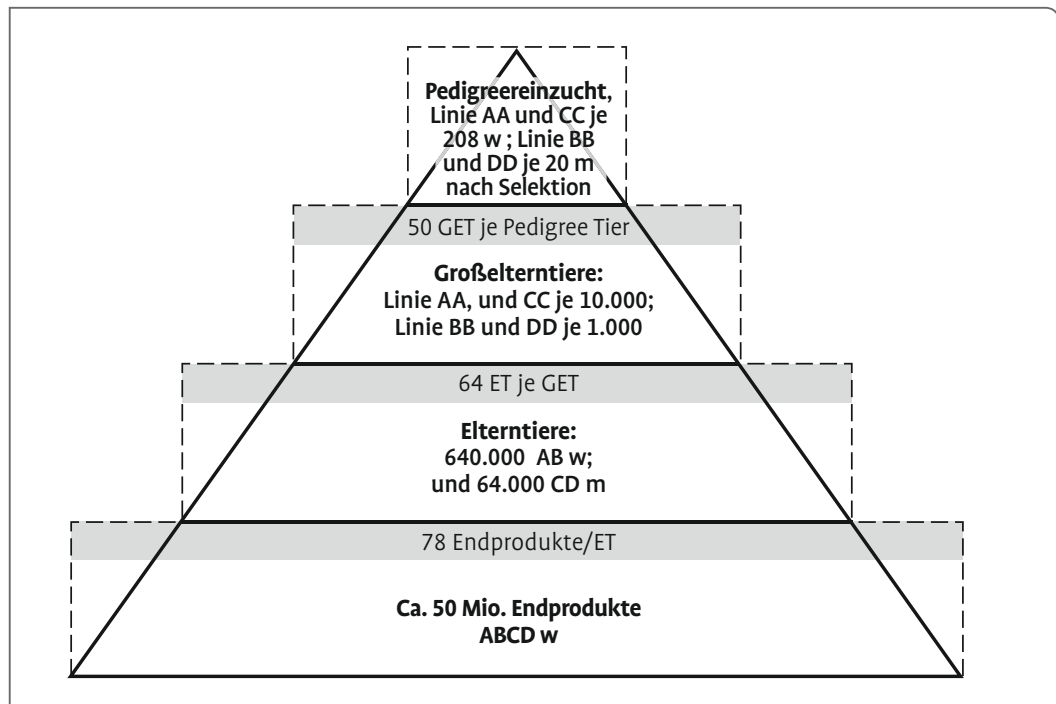 Pedigreereinzucht,
Linie AA und CC je
208 w ; Linie BB
und DD je 20 m
nach Selektion
50 GET je Pedigree Tier
Großelterntiere:
Linie AA, und CC je 10.000;
Linie BB und DD je 1.000
64 ET je GET
Elterntiere:
640.000 AB w;
und 64.000 CD m
78 Endprodukte/ET
Ca. 50 Mio. Endprodukte
ABCD w